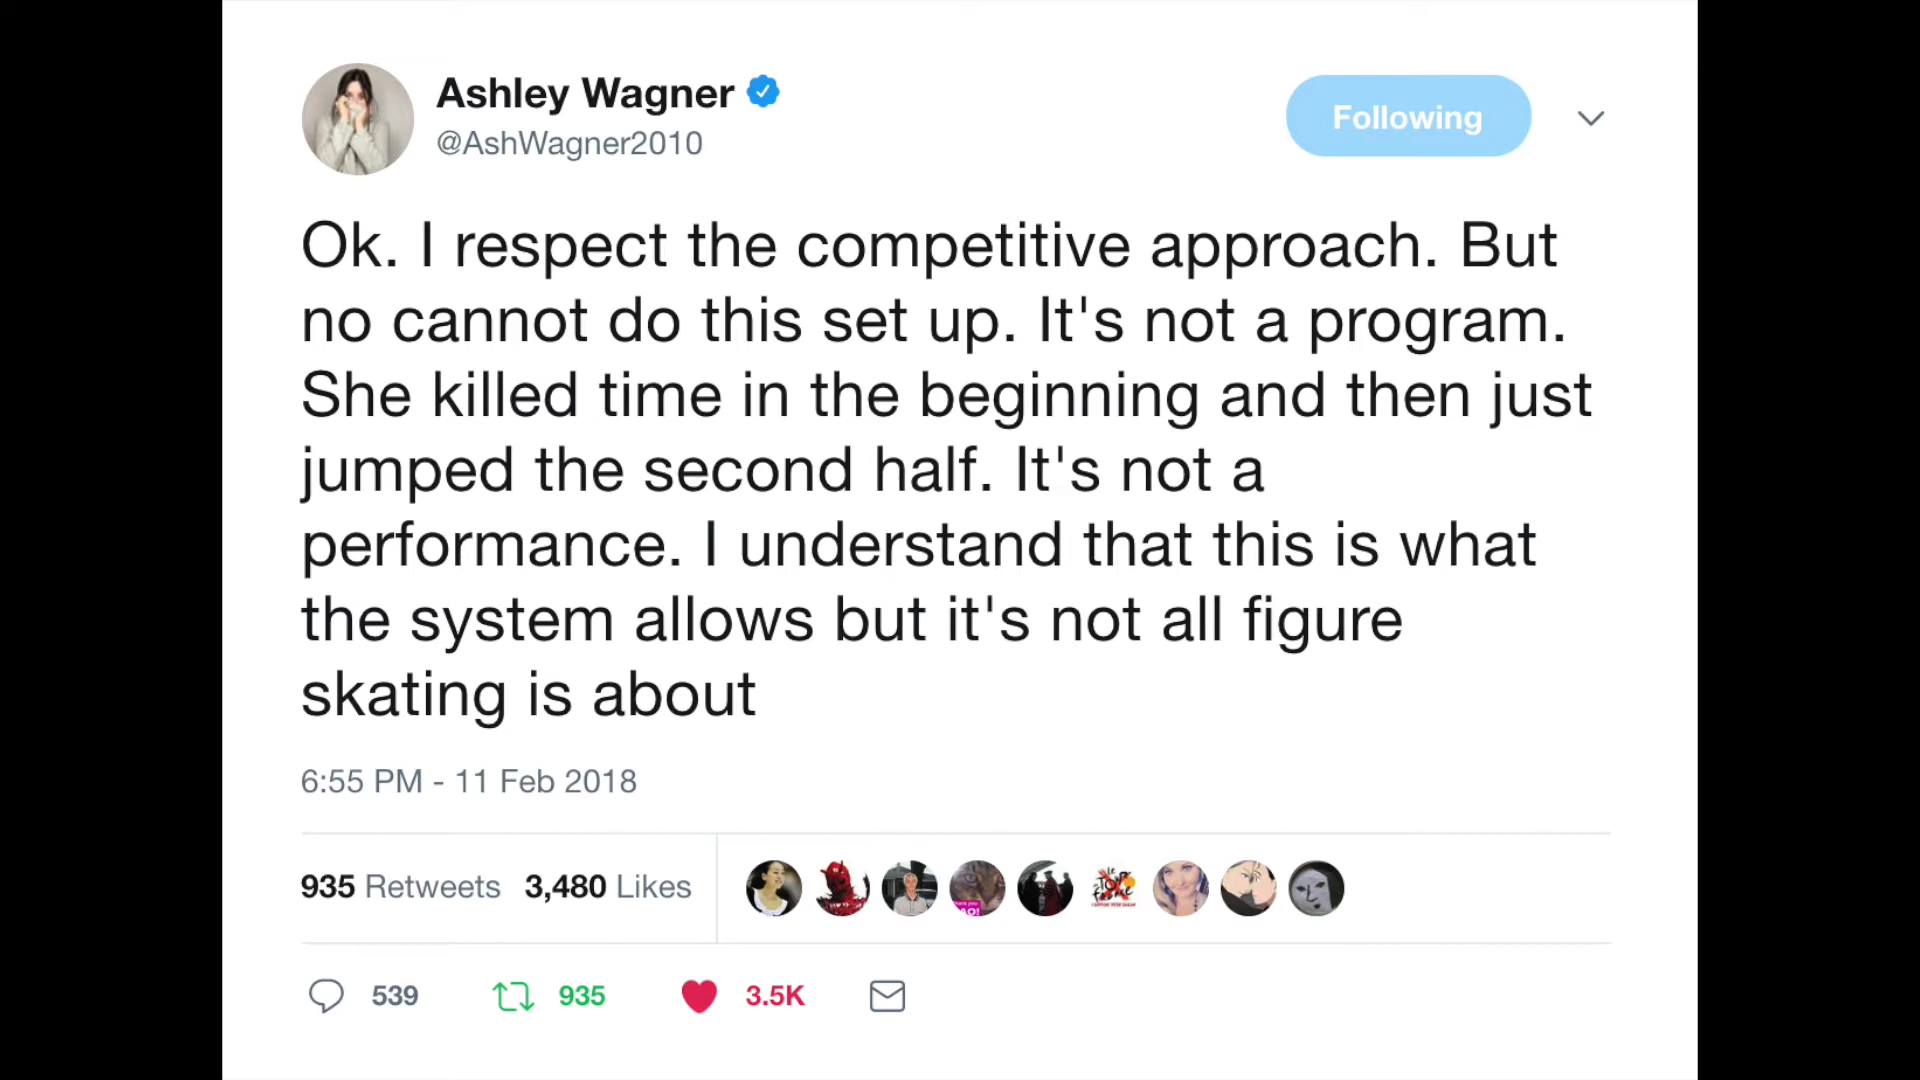 Ashley Wagner
@AshWagner2010
Following
Ok. I respect the competitive approach. But
no cannot do this set up. It's not a program.
She killed time in the beginning and then just
jumped the second half. It's not a
performance. I understand that this is what
the system allows but it's not all figure
skating is about
6:55 PM - 11 Feb 2018
935 Retweets 3,480 Likes
539 935 3.5K